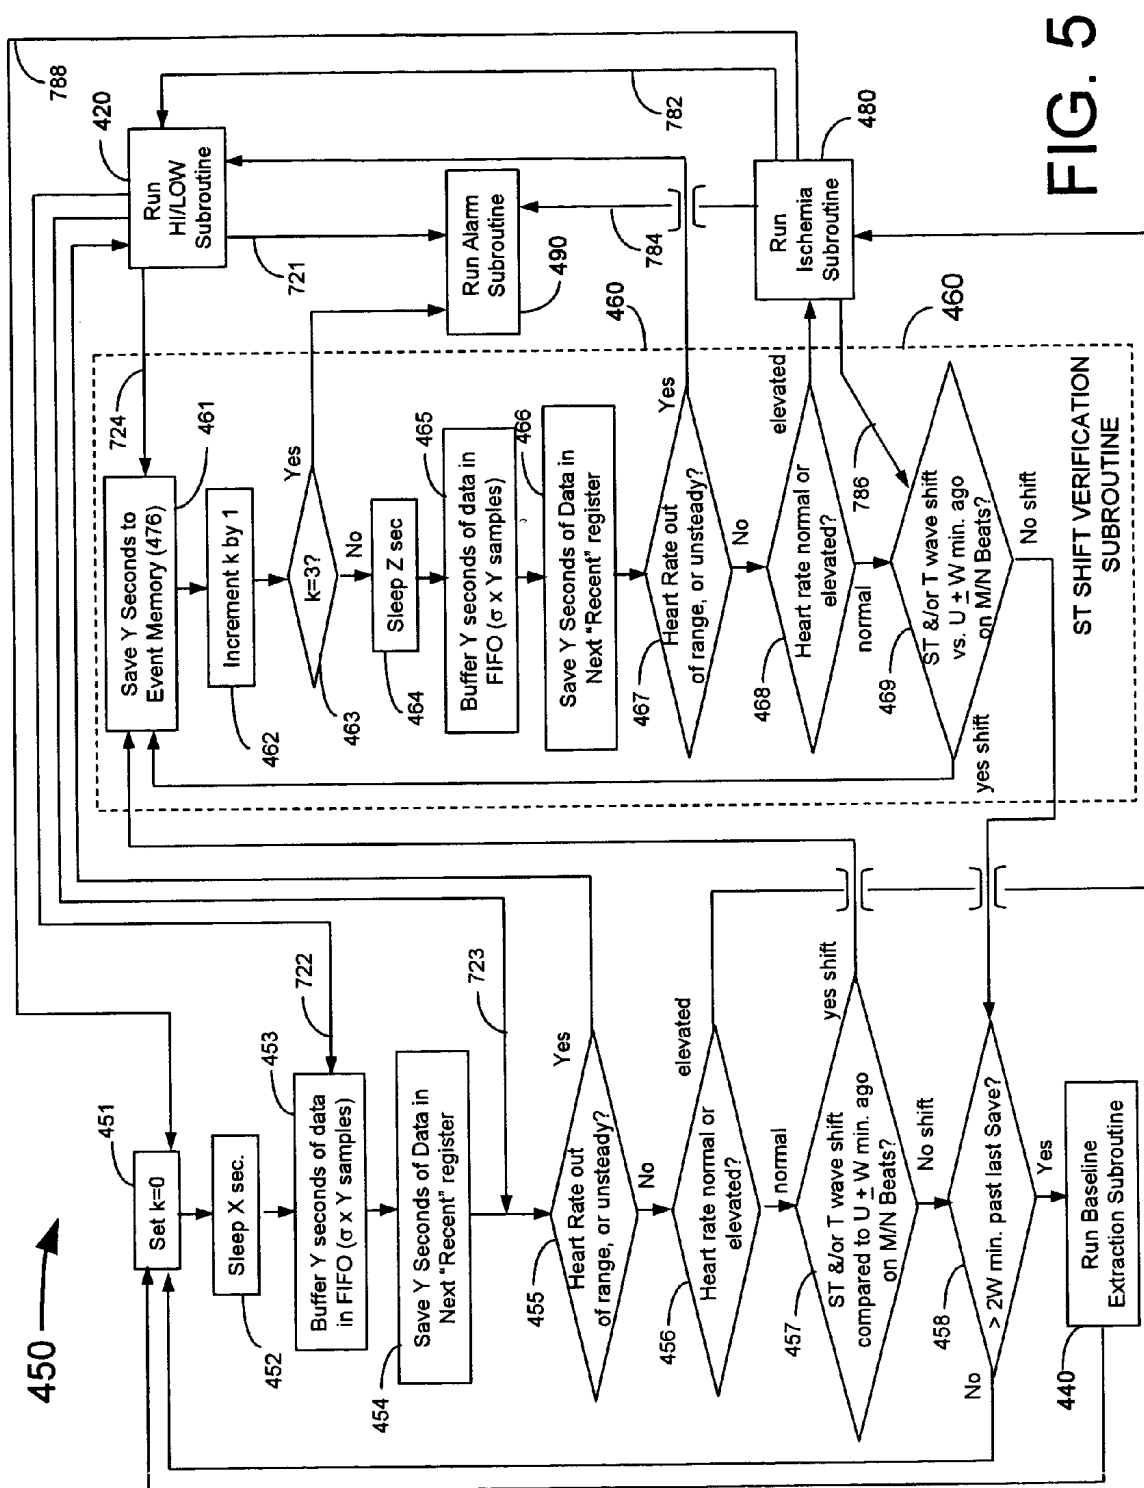 450
451
Set k=0
452
Sleep X sec.
453
Buffer Y seconds of data
in FIFO (σ x Y samples)
722
454
Save Y Seconds of Data in
Next "Recent" register
723
455
Heart Rate out
of range, or unsteady?
Yes
No
456
Heart rate normal or
elevated?
elevated
normal
457
ST &/or T wave shift
compared to U ± W min. ago
on M/N Beats?
yes shift
No shift
458
> 2W min. past last Save?
No
Yes
440
Run Baseline
Extraction Subroutine
788
420
Run
HI/LOW
Subroutine
782
724
721
461
Save Y Seconds to
Event Memory (476)
462
Increment k by 1
463
k=3?
Yes
No
Run Alarm
Subroutine
490
464
Sleep Z sec
465
Buffer Y seconds of data in
FIFO (σ x Y samples)
466
Save Y Seconds of Data in
Next "Recent" register
460
784
467
Heart Rate out
of range, or unsteady?
Yes
No
468
Heart rate normal or
elevated?
elevated
normal
480
Run
Ischemia
Subroutine
786
469
ST &/or T wave shift
vs. U ± W min. ago
on M/N Beats?
yes shift
No shift
460
ST SHIFT VERIFICATION
SUBROUTINE
FIG. 5